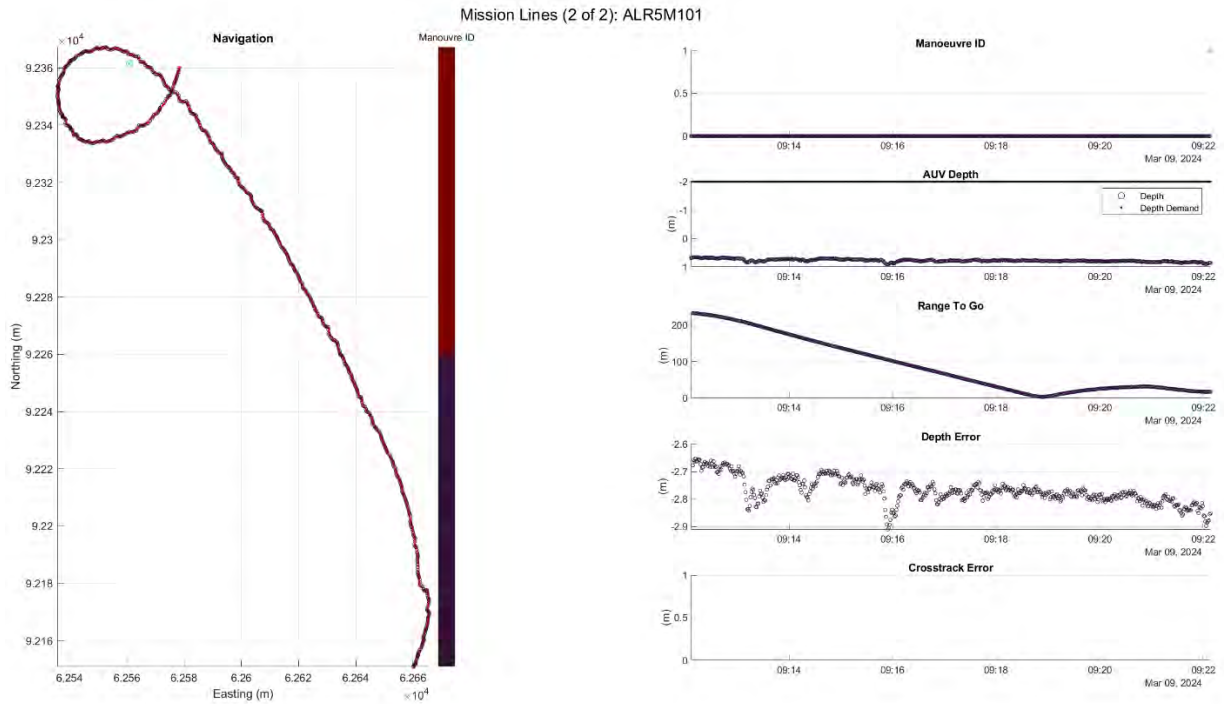 Mission Lines (2 of 2): ALR5M101
Navigation
×10⁴
9.236
9.234
9.232
9.23
9.228
9.226
9.224
9.222
9.22
9.218
9.216
Northing (m)
6.254 6.256 6.258 6.26 6.262 6.264 6.266
×10⁴
Easting (m)
Manouvre ID
Manoeuvre ID
1
0.5
0
09:14 09:16 09:18 09:20 09:22
Mar 09, 2024
AUV Depth
-2
-1
0
1
(m)
Depth
Depth Demand
09:14 09:16 09:18 09:20 09:22
Mar 09, 2024
Range To Go
200
100
0
(m)
09:14 09:16 09:18 09:20 09:22
Mar 09, 2024
Depth Error
-2.6
-2.7
-2.8
-2.9
(m)
09:14 09:16 09:18 09:20 09:22
Mar 09, 2024
Crosstrack Error
1
0.5
0
(m)
09:14 09:16 09:18 09:20 09:22
Mar 09, 2024